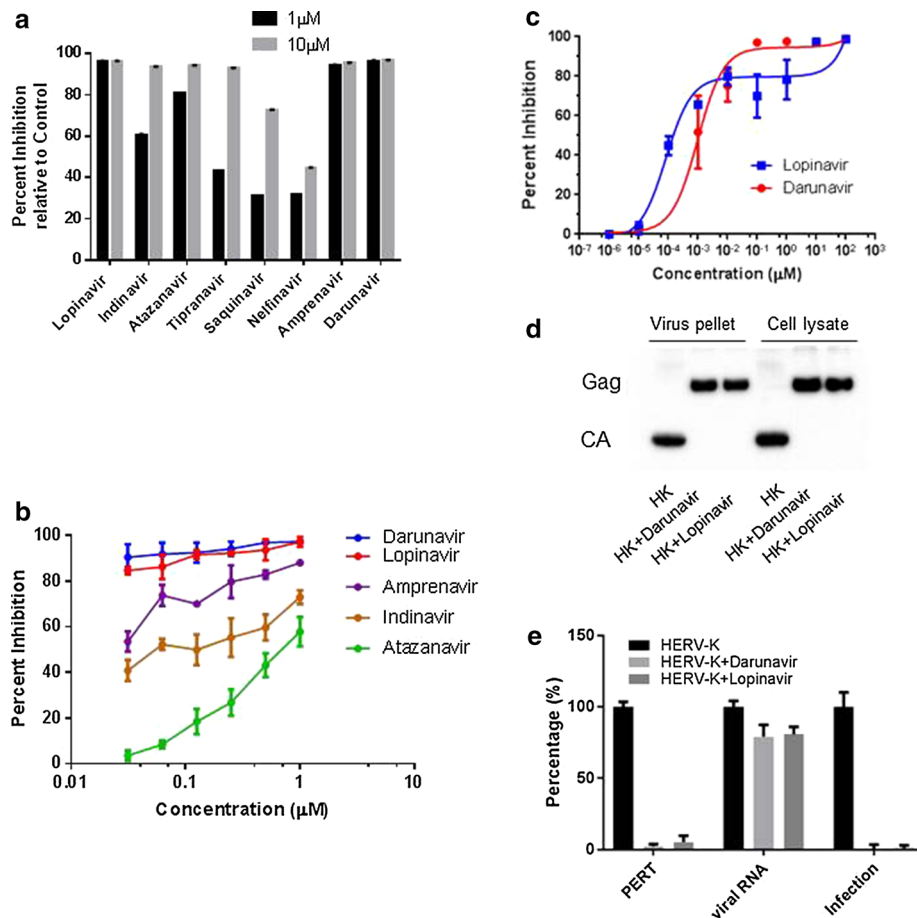 a
1μM
10μM
Percent Inhibition
relative to Control
100
80
60
40
20
0
Lopinavir
Indinavir
Atazanavir
Tipranavir
Saquinavir
Nelfinavir
Amprenavir
Darunavir
b
Percent Inhibition
100
80
60
40
20
0
0.01
0.1
1
10
Concentration (μM)
Darunavir
Lopinavir
Amprenavir
Indinavir
Atazanavir
c
Percent Inhibition
100
80
60
40
20
0
10⁻⁷
10⁻⁶
10⁻⁵
10⁻⁴
10⁻³
10⁻²
10⁻¹
10⁰
10¹
10²
10³
Concentration (μM)
Lopinavir
Darunavir
d
Virus pellet
Cell lysate
Gag
CA
HK
HK+Darunavir
HK+Lopinavir
HK
HK+Darunavir
HK+Lopinavir
e
Percentage (%)
150
100
50
0
HERV-K
HERV-K+Darunavir
HERV-K+Lopinavir
PERT
viral RNA
Infection